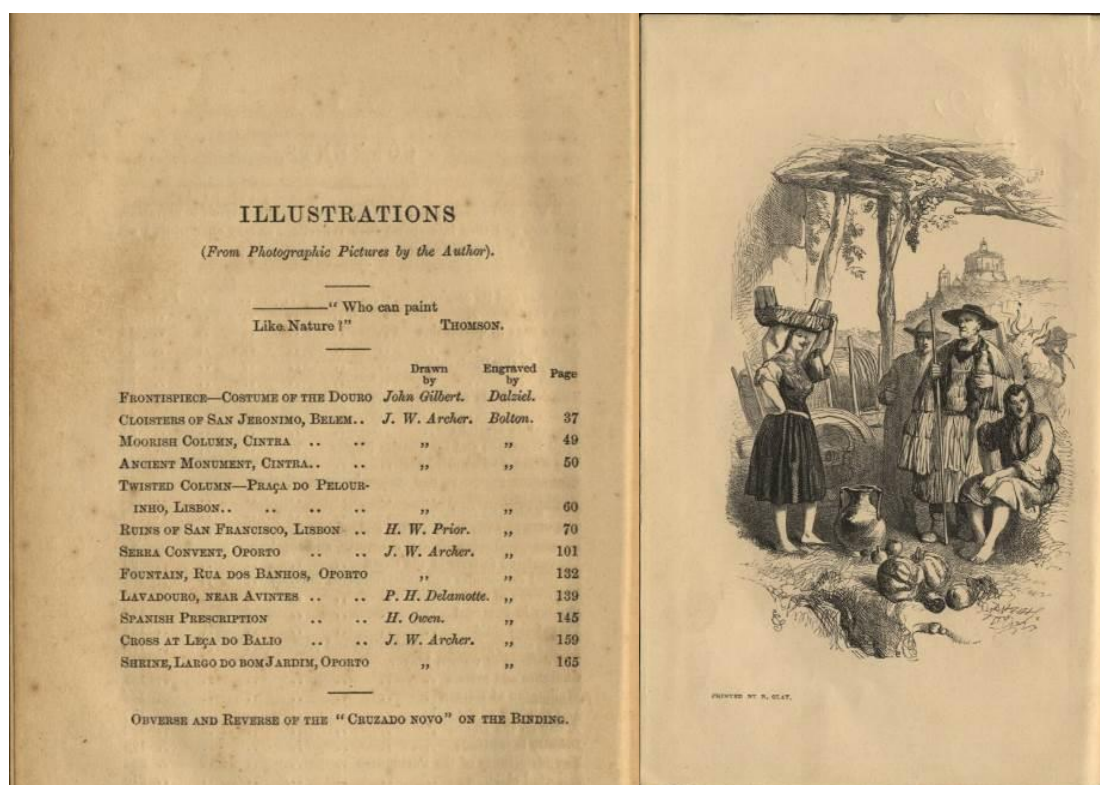 ILLUSTRATIONS
(From Photographic Pictures by the Author).
———“ Who can paint
Like Nature ?” THOMSON.
Drawn by Engraved by Page
FRONTISPIECE—COSTUME OF THE DOURO John Gilbert. Dalziel.
CLOISTERS OF SAN JERONIMO, BELEM.. J. W. Archer. Bolton. 37
MOORISH COLUMN, CINTRA .. .. ,, ,, 49
ANCIENT MONUMENT, CINTRA.. .. ,, ,, 50
TWISTED COLUMN—PRAÇA DO PELOUR-
INHO, LISBON.. .. .. .. ,, ,, 60
RUINS OF SAN FRANCISCO, LISBON .. H. W. Prior. ,, 70
SERRA CONVENT, OPORTO .. .. J. W. Archer. ,, 101
FOUNTAIN, RUA DOS BANHOS, OPORTO ,, ,, 132
LAVADOURO, NEAR AVINTES .. .. P. H. Delamotte. ,, 139
SPANISH PRESCRIPTION .. .. H. Owen. ,, 145
CROSS AT LEÇA DO BALIO .. .. J. W. Archer. ,, 159
SHRINE, LARGO DO BOM JARDIM, OPORTO ,, ,, 165
OBVERSE AND REVERSE OF THE “CRUZADO NOVO” ON THE BINDING.
PRINTED BY R. CLAY.